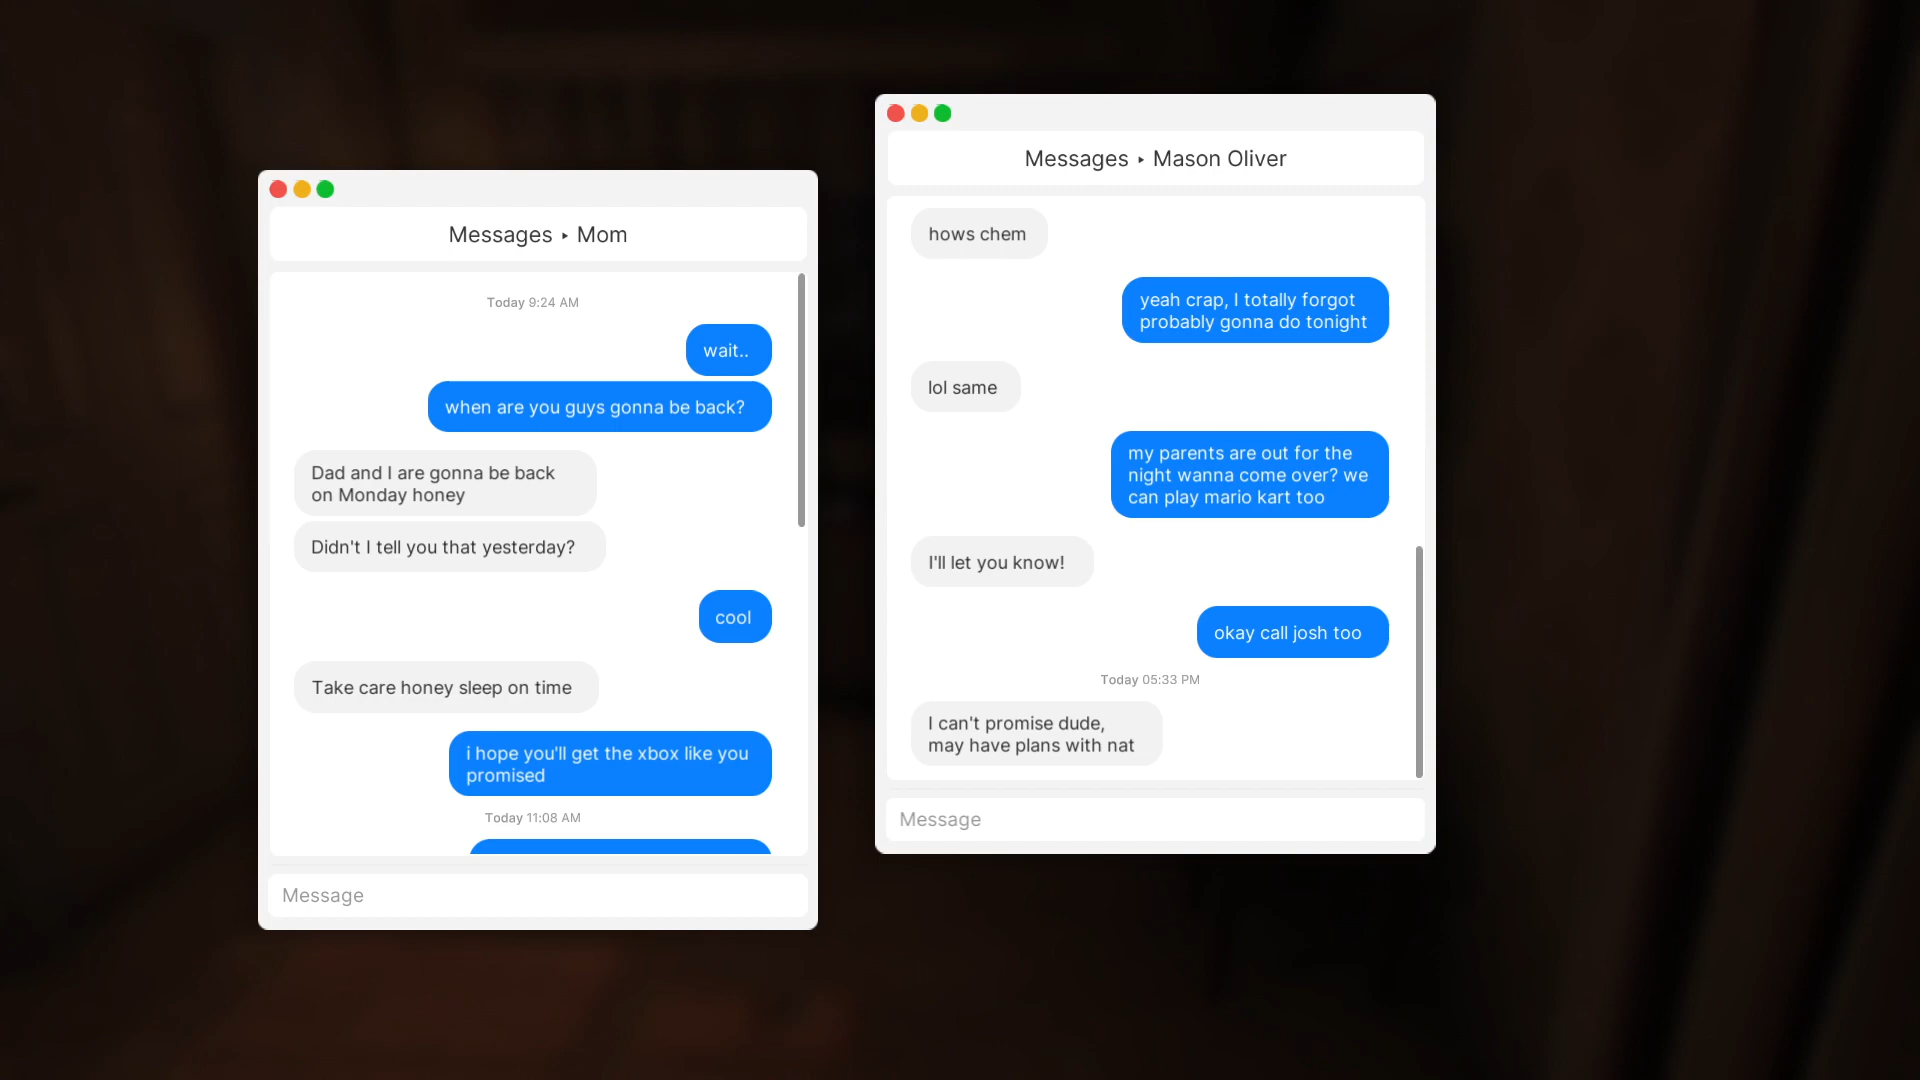 Messages ▸ Mom
Today 9:24 AM
wait..
when are you guys gonna be back?
Dad and I are gonna be back
on Monday honey
Didn't I tell you that yesterday?
cool
Take care honey sleep on time
i hope you'll get the xbox like you
promised
Today 11:08 AM
Message
Messages ▸ Mason Oliver
hows chem
yeah crap, I totally forgot
probably gonna do tonight
lol same
my parents are out for the
night wanna come over? we
can play mario kart too
I'll let you know!
okay call josh too
Today 05:33 PM
I can't promise dude,
may have plans with nat
Message